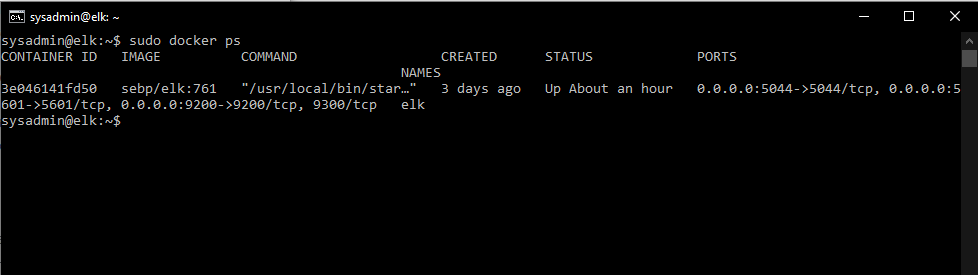 sysadmin@elk: ~
sysadmin@elk:~$ sudo docker ps
CONTAINER ID   IMAGE          COMMAND                  CREATED      STATUS          PORTS
                                                  NAMES
3e046141fd50   sebp/elk:761   "/usr/local/bin/star…"   3 days ago   Up About an hour   0.0.0.0:5044->5044/tcp, 0.0.0.0:5
601->5601/tcp, 0.0.0.0:9200->9200/tcp, 9300/tcp   elk
sysadmin@elk:~$